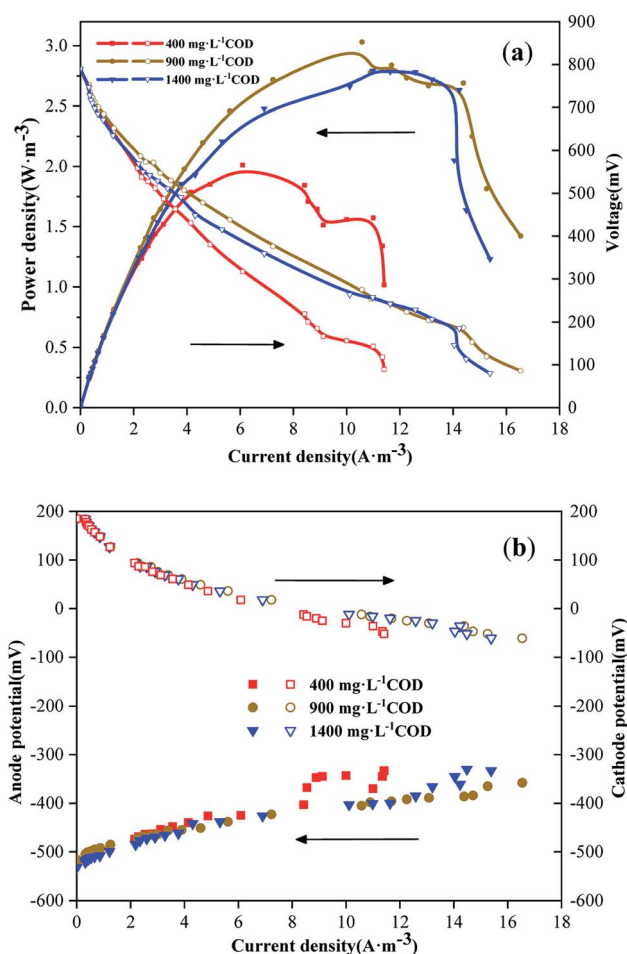 (a)
400 mg·L-1COD
900 mg·L-1COD
1400 mg·L-1COD
Power density(W·m-3)
3.0
2.5
2.0
1.5
1.0
0.5
0.0
Voltage(mV)
900
800
700
600
500
400
300
200
100
0
0 2 4 6 8 10 12 14 16 18
Current density(A·m-3)
(b)
400 mg·L-1COD
900 mg·L-1COD
1400 mg·L-1COD
Anode potential(mV)
200
100
0
-100
-200
-300
-400
-500
-600
Cathode potential(mV)
200
100
0
-100
-200
-300
-400
-500
-600
0 2 4 6 8 10 12 14 16 18
Current density(A·m-3)